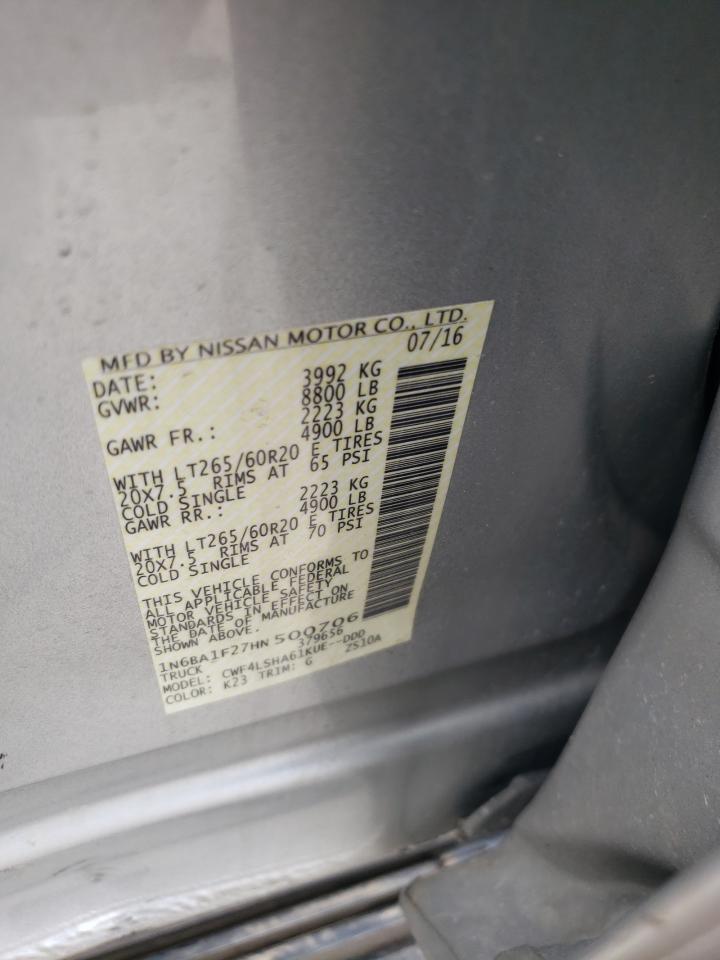 MFD BY NISSAN MOTOR CO., LTD.
DATE: 07/16
GVWR: 3992 KG
8800 LB
GAWR FR.: 2223 KG
4900 LB
WITH LT265/60R20 E TIRES
20X7.5 RIMS AT 65 PSI
COLD SINGLE
GAWR RR.: 2223 KG
4900 LB
WITH LT265/60R20 E TIRES
20X7.5 RIMS AT 70 PSI
COLD SINGLE
THIS VEHICLE CONFORMS TO
ALL APPLICABLE FEDERAL
MOTOR VEHICLE SAFETY
STANDARDS IN EFFECT ON
THE DATE OF MANUFACTURE
SHOWN ABOVE.
1N6BA1F27HN500706
TRUCK 379656
MODEL: CWF4LSHA61KUE--DDD
COLOR: K23 TRIM: G ZS10A